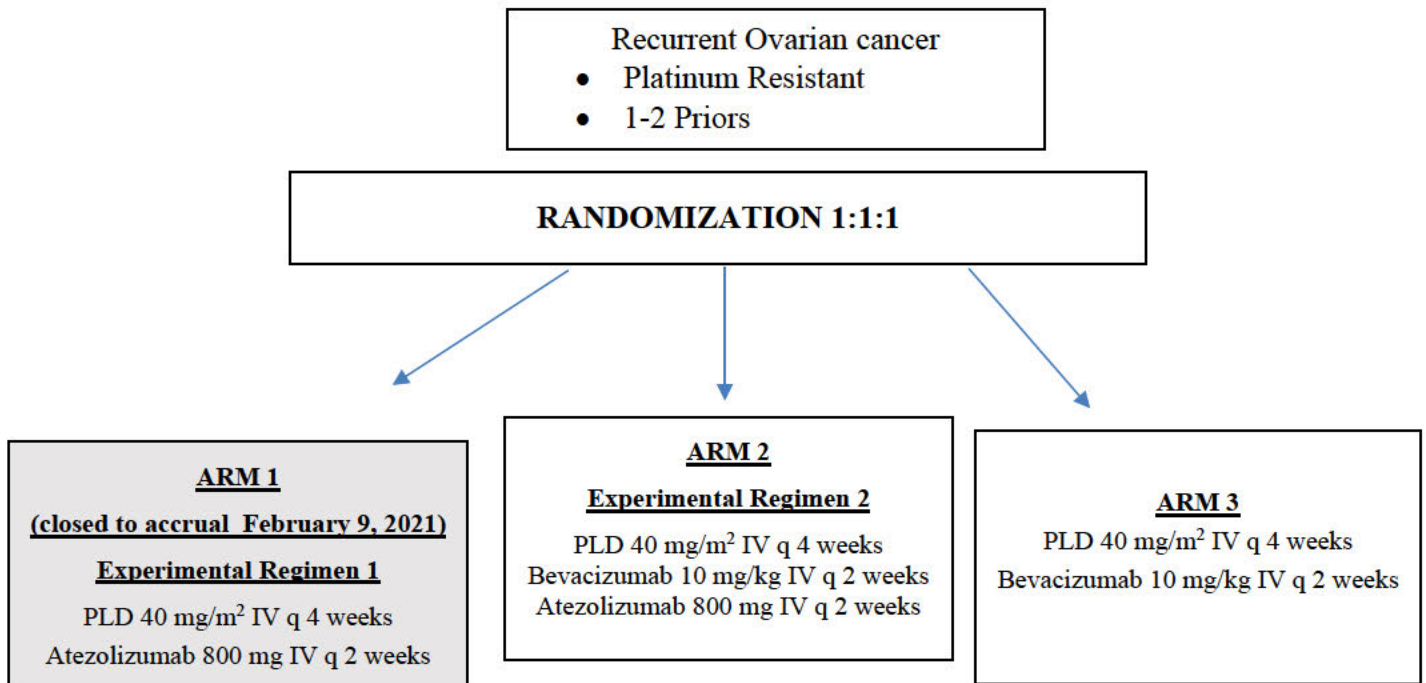 Recurrent Ovarian cancer
• Platinum Resistant
• 1-2 Priors
RANDOMIZATION 1:1:1
ARM 1
(closed to accrual February 9, 2021)
Experimental Regimen 1
PLD 40 mg/m² IV q 4 weeks
Atezolizumab 800 mg IV q 2 weeks
ARM 2
Experimental Regimen 2
PLD 40 mg/m² IV q 4 weeks
Bevacizumab 10 mg/kg IV q 2 weeks
Atezolizumab 800 mg IV q 2 weeks
ARM 3
PLD 40 mg/m² IV q 4 weeks
Bevacizumab 10 mg/kg IV q 2 weeks